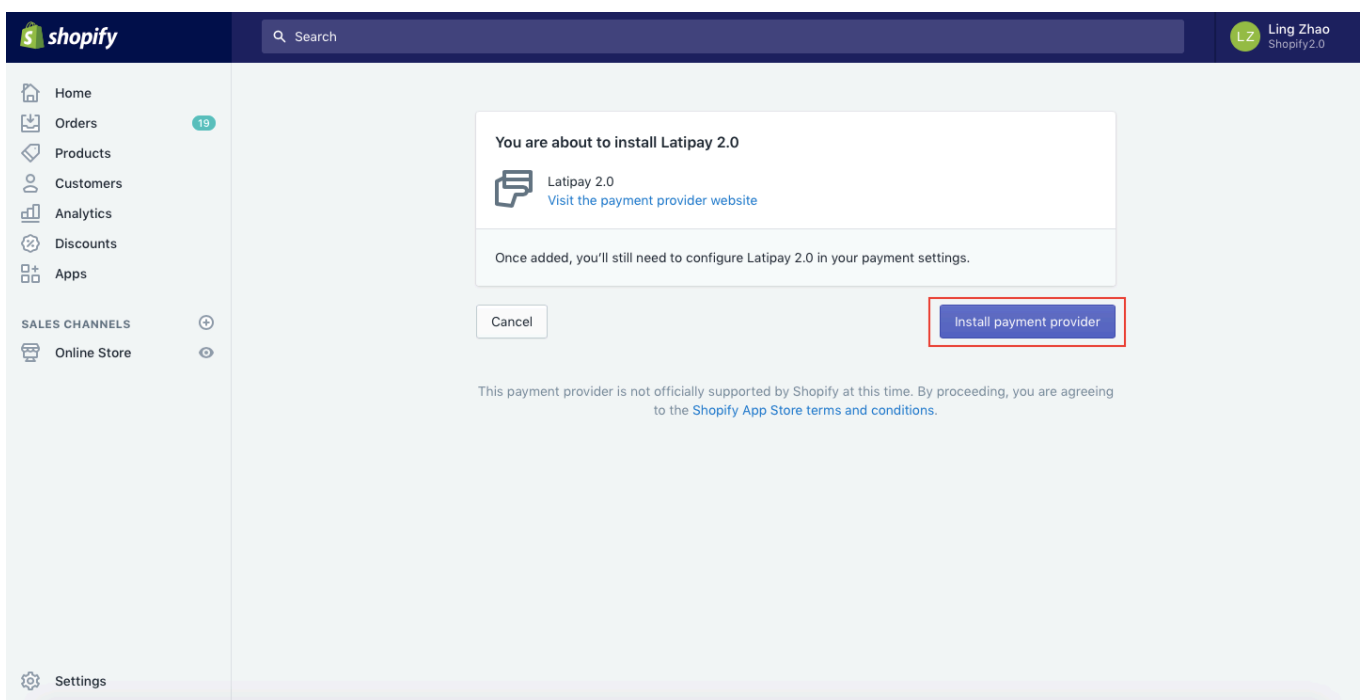 shopify
Search
LZ
Ling Zhao
Shopify2.0
Home
Orders 19
Products
Customers
Analytics
Discounts
Apps
SALES CHANNELS
Online Store
Settings
You are about to install Latipay 2.0
Latipay 2.0
Visit the payment provider website
Once added, you’ll still need to configure Latipay 2.0 in your payment settings.
Cancel
Install payment provider
This payment provider is not officially supported by Shopify at this time. By proceeding, you are agreeing
to the Shopify App Store terms and conditions.